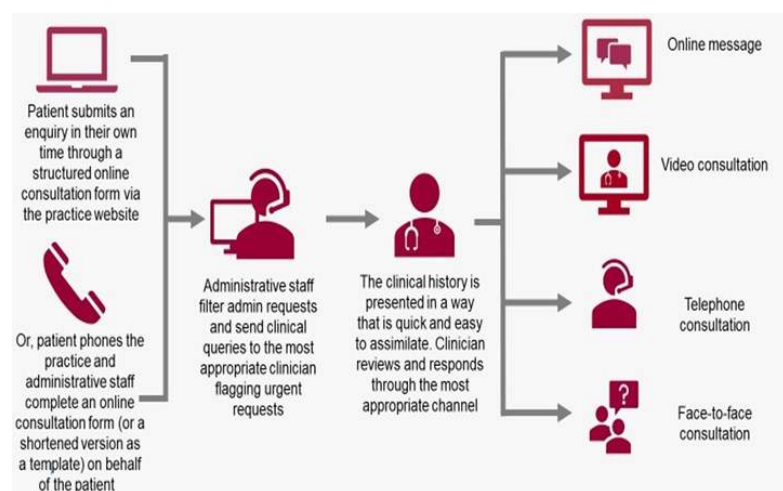 Patient submits an
enquiry in their own
time through a
structured online
consultation form via
the practice website
Or, patient phones the
practice and
administrative staff
complete an online
consultation form (or a
shortened version as
a template) on behalf
of the patient
Administrative staff
filter admin requests
and send clinical
queries to the most
appropriate clinician
flagging urgent
requests
The clinical history is
presented in a way
that is quick and easy
to assimilate. Clinician
reviews and responds
through the most
appropriate channel
Online message
Video consultation
Telephone
consultation
?
Face-to-face
consultation